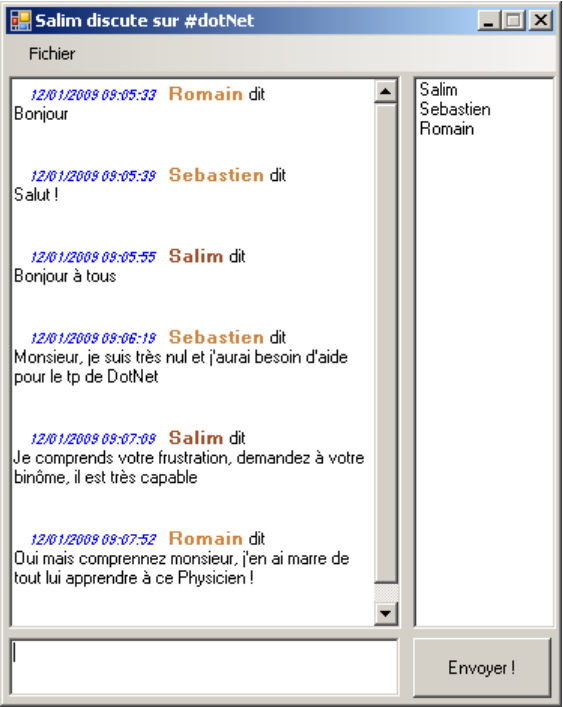 Salim discute sur #dotNet
Fichier
12/01/2009 09:05:33 Romain dit
Bonjour
12/01/2009 09:05:39 Sebastien dit
Salut !
12/01/2009 09:05:55 Salim dit
Bonjour à tous
12/01/2009 09:06:19 Sebastien dit
Monsieur, je suis très nul et j'aurai besoin d'aide
pour le tp de DotNet
12/01/2009 09:07:09 Salim dit
Je comprends votre frustration, demandez à votre
binôme, il est très capable
12/01/2009 09:07:52 Romain dit
Oui mais comprennez monsieur, j'en ai marre de
tout lui apprendre à ce Physicien !
Salim
Sebastien
Romain
Envoyer !